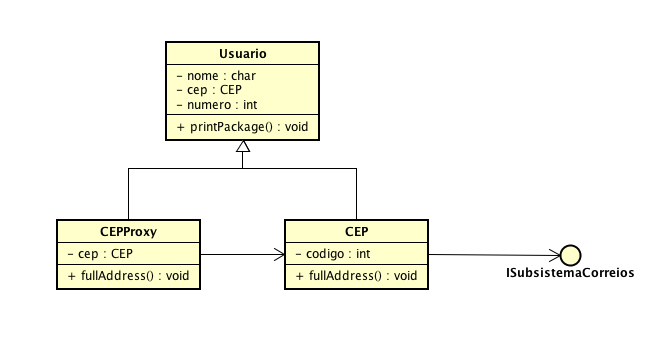 Usuario
- nome : char
- cep : CEP
- numero : int
+ printPackage() : void
CEPProxy
- cep : CEP
+ fullAddress() : void
CEP
- codigo : int
+ fullAddress() : void
ISubsistemaCorreios